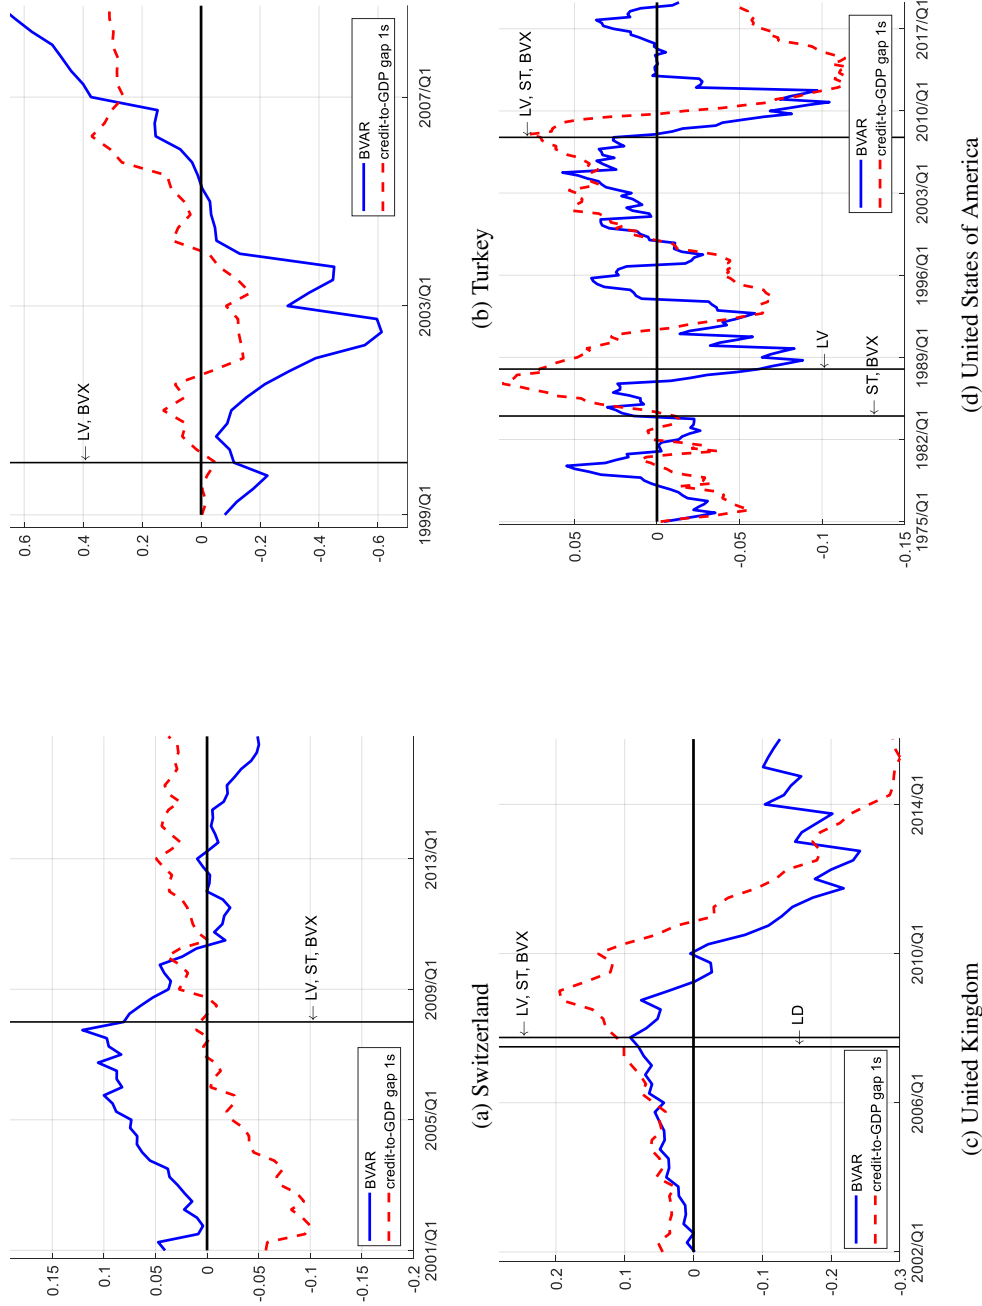 0.15
0.1
0.05
0
-0.05
-0.1
-0.15
-0.2
2001/Q1
2005/Q1
2009/Q1
2013/Q1
← LV, ST, BVX
BVAR
credit-to-GDP gap 1s
(a) Switzerland
0.6
0.4
0.2
0
-0.2
-0.4
-0.6
1999/Q1
2003/Q1
2007/Q1
← LV, BVX
BVAR
credit-to-GDP gap 1s
(b) Turkey
0.2
0.1
0
-0.1
-0.2
-0.3
2002/Q1
2006/Q1
2010/Q1
2014/Q1
← LV, ST, BVX
← LD
BVAR
credit-to-GDP gap 1s
(c) United Kingdom
0.05
0
-0.05
-0.1
-0.15
1975/Q1
1982/Q1
1989/Q1
1996/Q1
2003/Q1
2010/Q1
2017/Q1
← LV, ST, BVX
← LV
← ST, BVX
BVAR
credit-to-GDP gap 1s
(d) United States of America